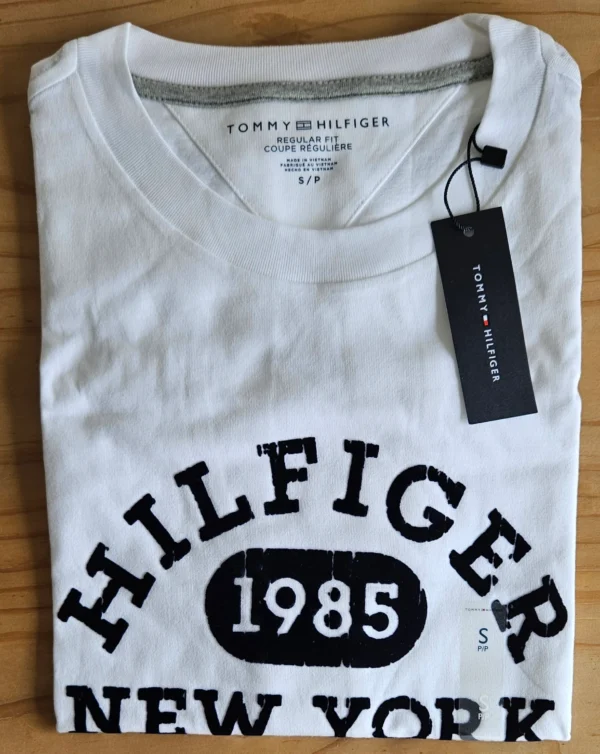 TOMMY HILFIGER
REGULAR FIT
COUPE RÉGULIÈRE
MADE IN VIETNAM
FABRIQUÉ AU VIETNAM
HECHO EN VIETNAM
S/P
TOMMY HILFIGER
HILFIGER
1985
S
P/P
NEW YORK
S
P/P